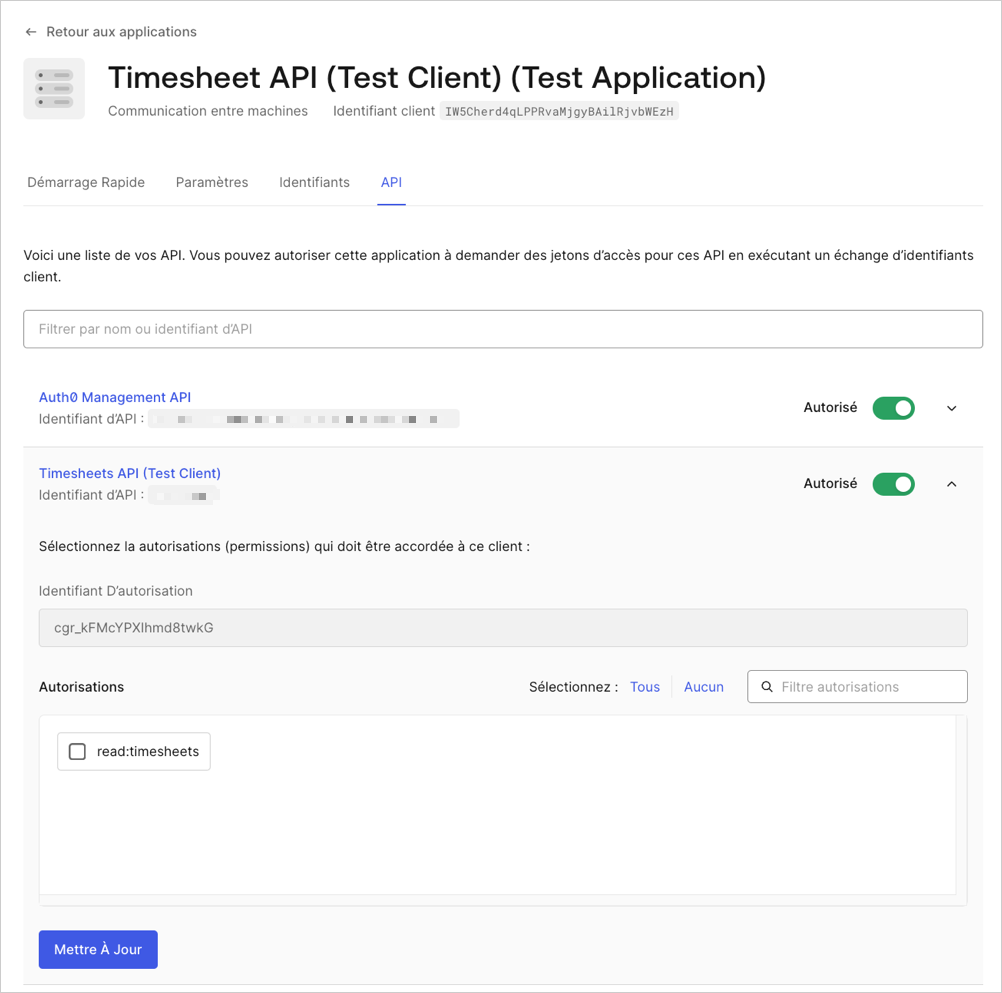 Retour aux applications
Timesheet API (Test Client) (Test Application)
Communication entre machines Identifiant client IW5Cherd4qLPPRvaMjgyBAilRjvbWEzH
Démarrage Rapide Paramètres Identifiants API
Voici une liste de vos API. Vous pouvez autoriser cette application à demander des jetons d’accès pour ces API en exécutant un échange d’identifiants
client.
Filtrer par nom ou identifiant d’API
Auth0 Management API
Identifiant d’API :
Autorisé
Timesheets API (Test Client)
Identifiant d’API :
Autorisé
Sélectionnez la autorisations (permissions) qui doit être accordée à ce client :
Identifiant D’autorisation
cgr_kFMcYPXIhmd8twkG
Autorisations Sélectionnez : Tous Aucun Filtre autorisations
read:timesheets
Mettre À Jour